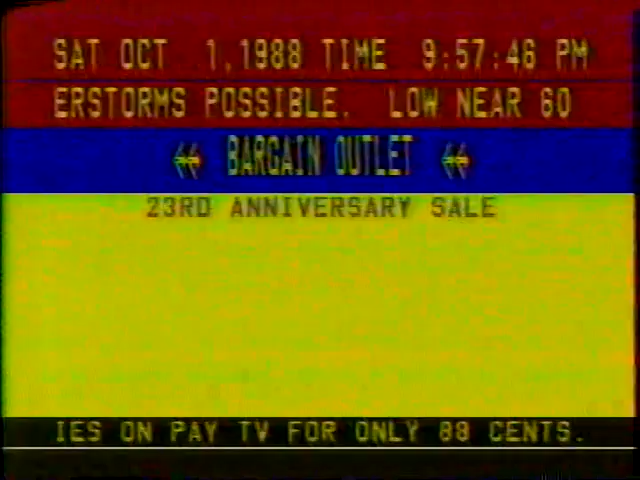 SAT OCT 1,1988 TIME 9:57:46 PM
ERSTORMS POSSIBLE. LOW NEAR 60
BARGAIN OUTLET
23RD ANNIVERSARY SALE
IES ON PAY TV FOR ONLY 88 CENTS.